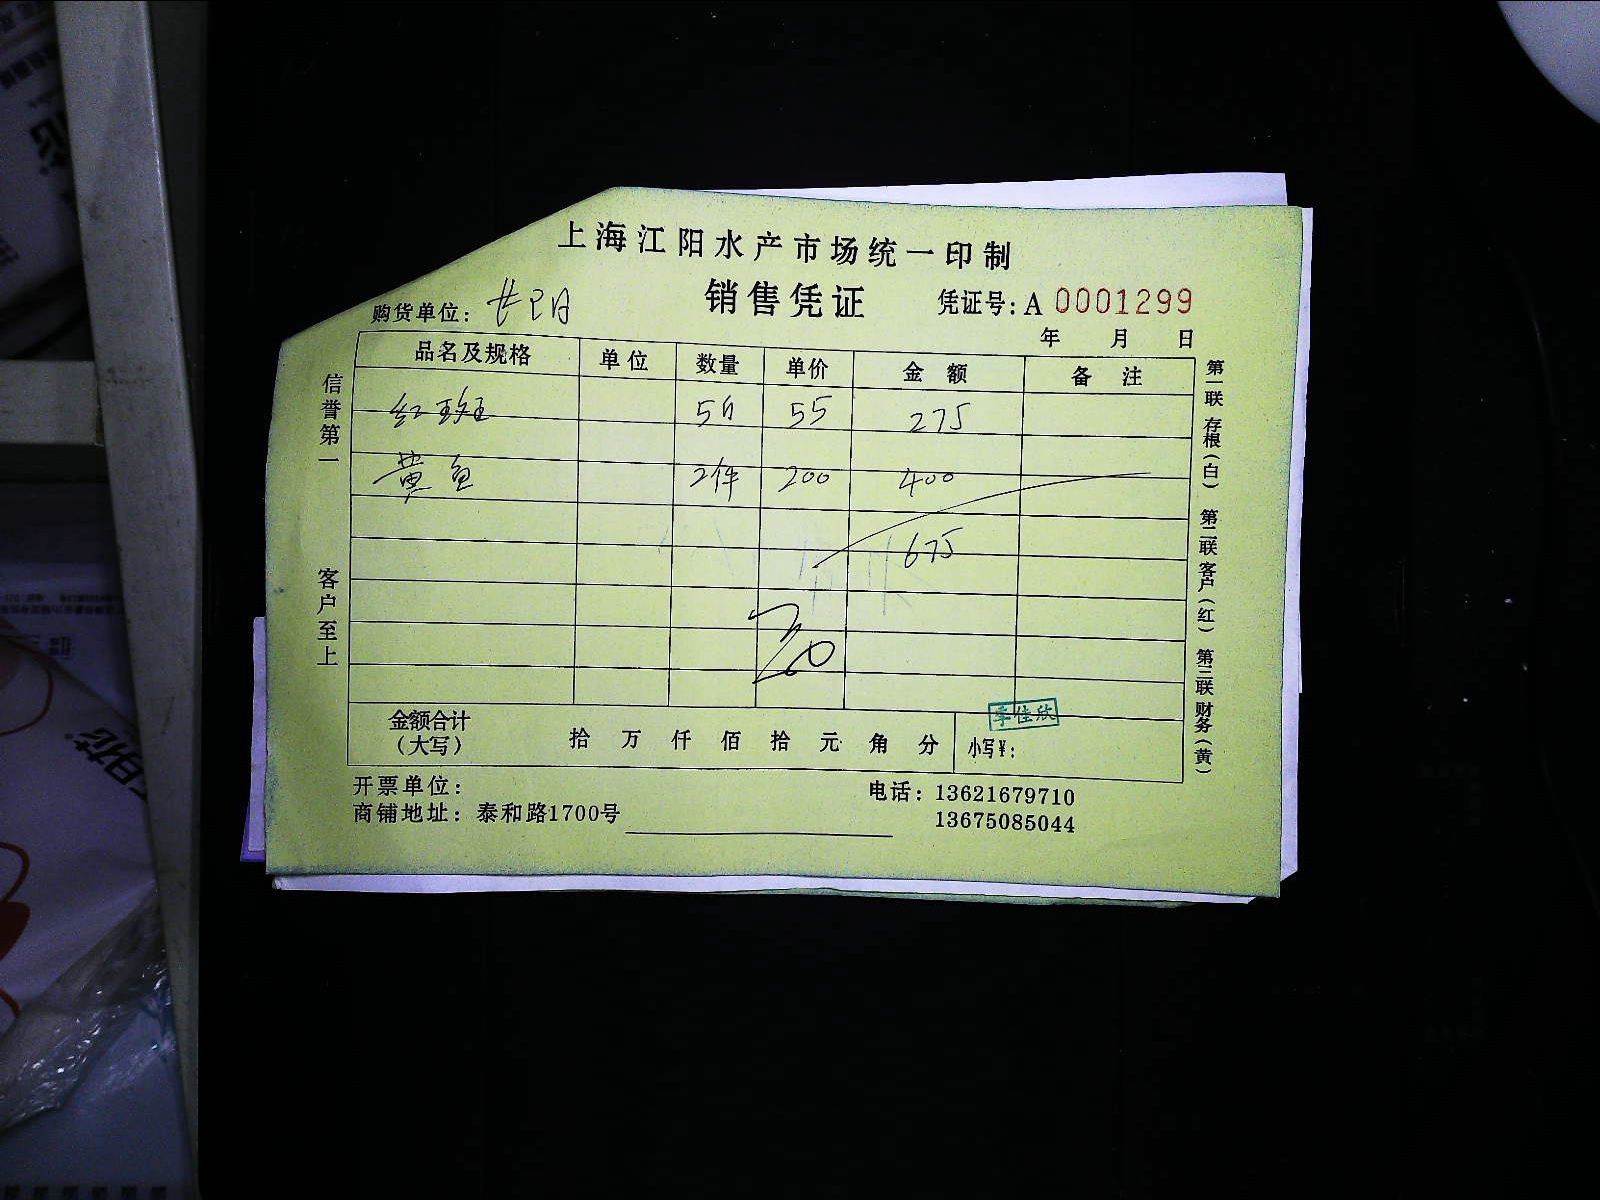 上海江阳水产市场统一印制
销售凭证
凭证号: A 0001299
购货单位:
年 月 日
品名及规格 单位 数量 单价 金额 备注
红斑 5 55 275
黄鱼 2件 200 400
675
金额合计
(大写) 拾 万 仟 佰 拾 元 角 分 小写¥:
李佳欣
开票单位:
电话: 13621679710
商铺地址: 泰和路1700号
13675085044
信誉第一
客户至上
第一联 存根(白) 第二联 客户(红) 第三联 财务(黄)